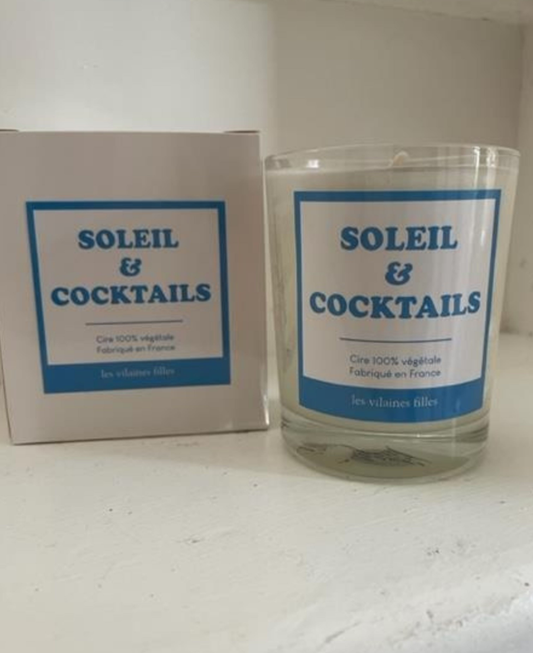 SOLEIL
&
COCKTAILS
Cire 100% végétale
Fabriqué en France
les vilaines filles
SOLEIL
&
COCKTAILS
Cire 100% végétale
Fabriqué en France
les vilaines filles